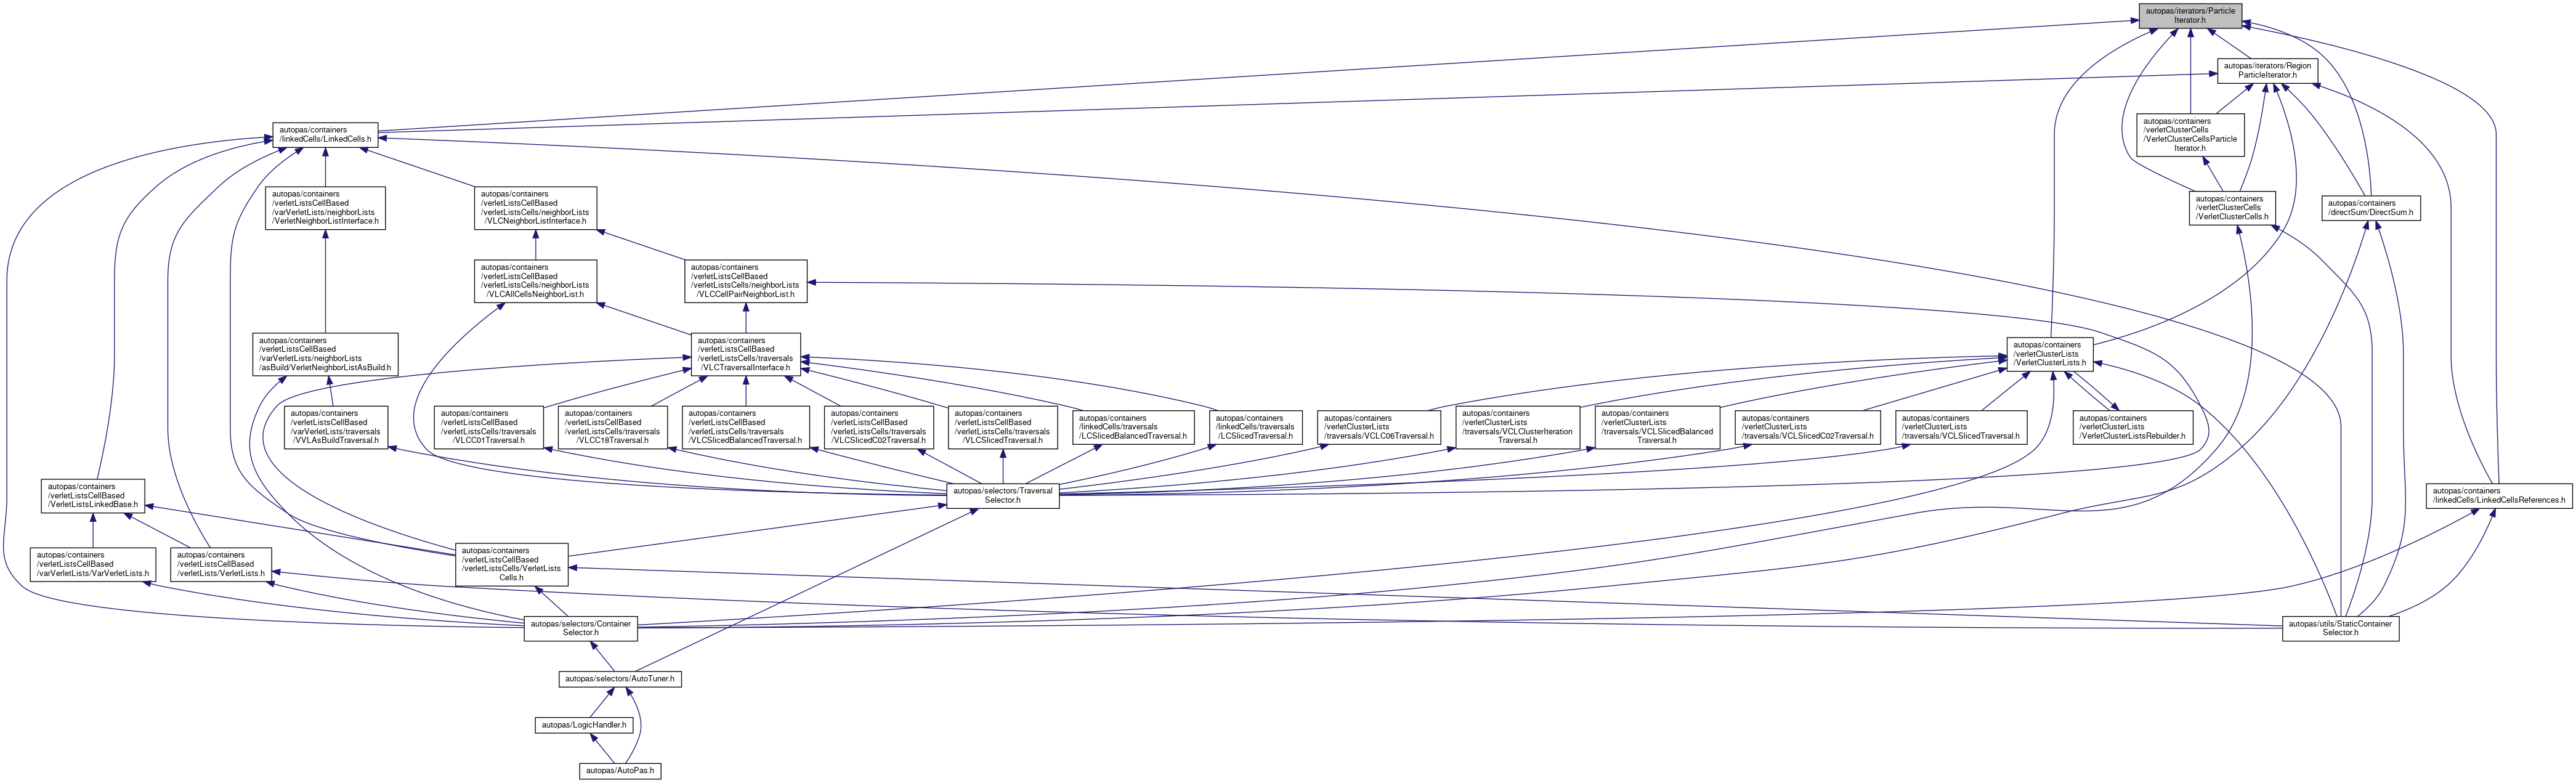 autopas/iterators/Particle
Iterator.h
autopas/iterators/Region
ParticleIterator.h
autopas/containers
/linkedCells/LinkedCells.h
autopas/containers
/verletClusterCells
/VerletClusterCellsParticle
Iterator.h
autopas/containers
/verletListsCellBased
/varVerletLists/neighborLists
/VerletNeighborListInterface.h
autopas/containers
/verletListsCellBased
/verletListsCells/neighborLists
/VLCNeighborListInterface.h
autopas/containers
/verletClusterCells
/VerletClusterCells.h
autopas/containers
/directSum/DirectSum.h
autopas/containers
/verletListsCellBased
/verletListsCells/neighborLists
/VLCAllCellsNeighborList.h
autopas/containers
/verletListsCellBased
/verletListsCells/neighborLists
/VLCCellPairNeighborList.h
autopas/containers
/verletListsCellBased
/varVerletLists/neighborLists
/asBuild/VerletNeighborListAsBuild.h
autopas/containers
/verletListsCellBased
/verletListsCells/traversals
/VLCTraversalInterface.h
autopas/containers
/verletClusterLists
/VerletClusterLists.h
autopas/containers
/verletListsCellBased
/varVerletLists/traversals
/VVLAsBuildTraversal.h
autopas/containers
/verletListsCellBased
/verletListsCells/traversals
/VLCC01Traversal.h
autopas/containers
/verletListsCellBased
/verletListsCells/traversals
/VLCC18Traversal.h
autopas/containers
/verletListsCellBased
/verletListsCells/traversals
/VLCSlicedBalancedTraversal.h
autopas/containers
/verletListsCellBased
/verletListsCells/traversals
/VLCSlicedC02Traversal.h
autopas/containers
/verletListsCellBased
/verletListsCells/traversals
/VLCSlicedTraversal.h
autopas/containers
/linkedCells/traversals
/LCSlicedBalancedTraversal.h
autopas/containers
/linkedCells/traversals
/LCSlicedTraversal.h
autopas/containers
/verletClusterLists
/traversals/VCLC06Traversal.h
autopas/containers
/verletClusterLists
/traversals/VCLClusterIteration
Traversal.h
autopas/containers
/verletClusterLists
/traversals/VCLSlicedBalanced
Traversal.h
autopas/containers
/verletClusterLists
/traversals/VCLSlicedC02Traversal.h
autopas/containers
/verletClusterLists
/traversals/VCLSlicedTraversal.h
autopas/containers
/verletClusterLists
/VerletClusterListsRebuilder.h
autopas/containers
/verletListsCellBased
/VerletListsLinkedBase.h
autopas/selectors/Traversal
Selector.h
autopas/containers
/linkedCells/LinkedCellsReferences.h
autopas/containers
/verletListsCellBased
/varVerletLists/VarVerletLists.h
autopas/containers
/verletListsCellBased
/verletLists/VerletLists.h
autopas/containers
/verletListsCellBased
/verletListsCells/VerletLists
Cells.h
autopas/selectors/Container
Selector.h
autopas/utils/StaticContainer
Selector.h
autopas/selectors/AutoTuner.h
autopas/LogicHandler.h
autopas/AutoPas.h